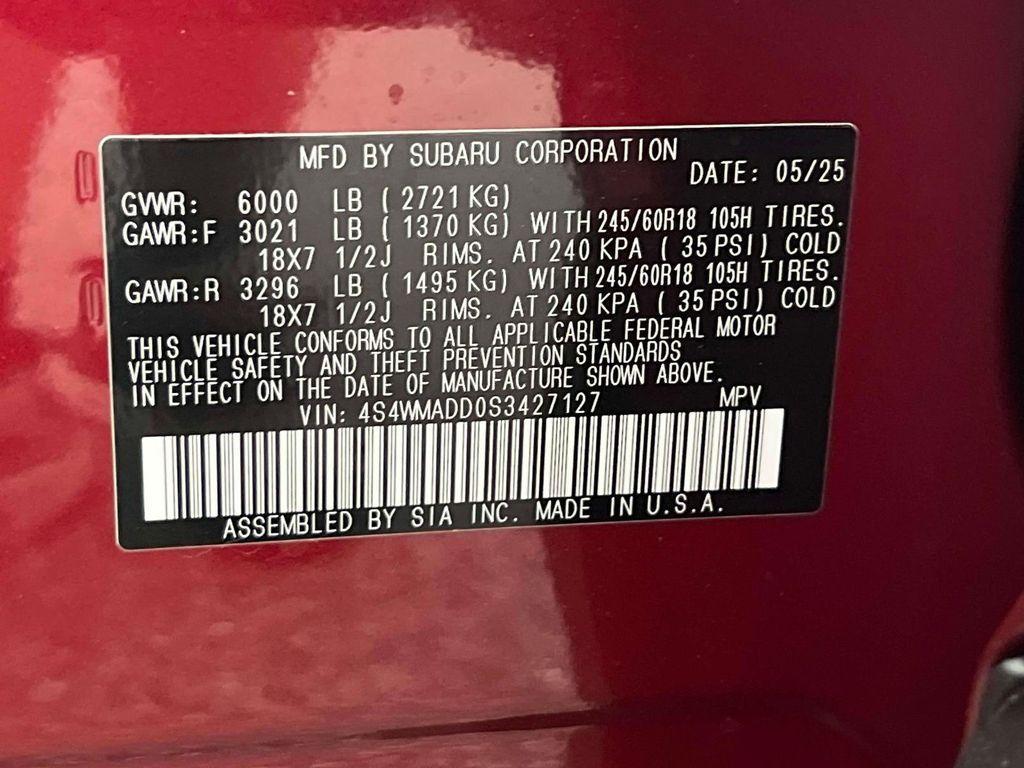 MFD BY SUBARU CORPORATION
DATE: 05/25
GVWR: 6000 LB ( 2721 KG)
GAWR:F 3021 LB ( 1370 KG) WITH 245/60R18 105H TIRES.
18X7 1/2J RIMS. AT 240 KPA ( 35 PSI) COLD
GAWR:R 3296 LB ( 1495 KG) WITH 245/60R18 105H TIRES.
18X7 1/2J RIMS. AT 240 KPA ( 35 PSI) COLD
THIS VEHICLE CONFORMS TO ALL APPLICABLE FEDERAL MOTOR
VEHICLE SAFETY AND THEFT PREVENTION STANDARDS
IN EFFECT ON THE DATE OF MANUFACTURE SHOWN ABOVE.
VIN: 4S4WMADD0S3427127 MPV
ASSEMBLED BY SIA INC. MADE IN U.S.A.